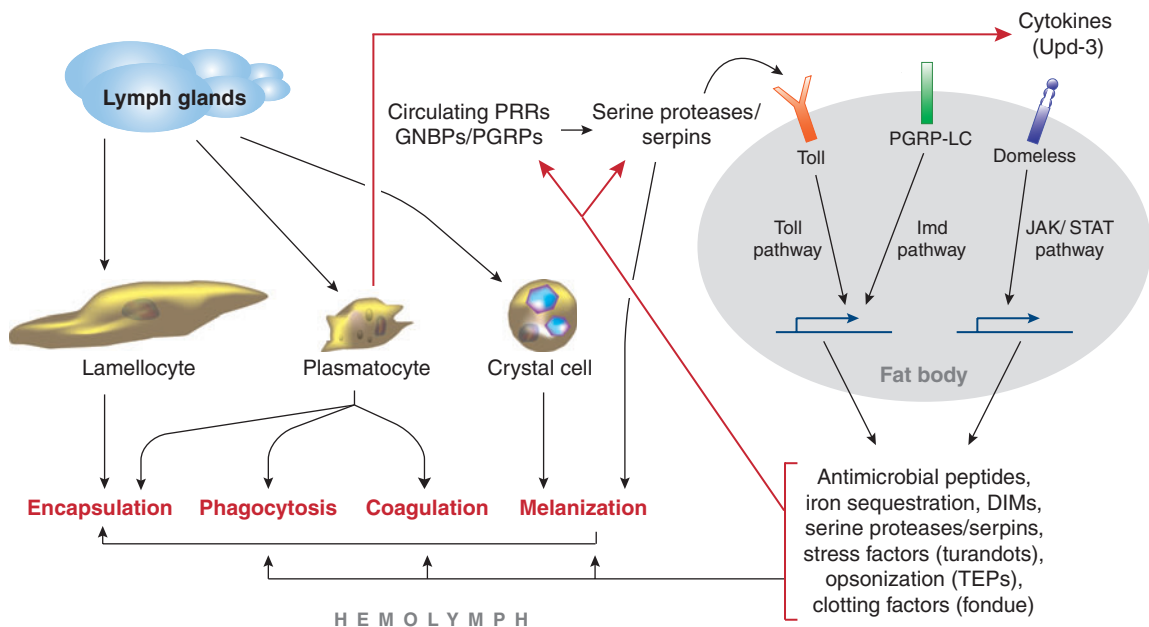 Cytokines
(Upd-3)
Lymph glands
Circulating PRRs
GNBPs/PGRPs
Serine proteases/
serpins
Toll
PGRP-LC
Domeless
Toll
pathway
Imd
pathway
JAK/ STAT
pathway
Fat body
Lamellocyte
Plasmatocyte
Crystal cell
Encapsulation
Phagocytosis
Coagulation
Melanization
Antimicrobial peptides,
iron sequestration, DIMs,
serine proteases/serpins,
stress factors (turandots),
opsonization (TEPs),
clotting factors (fondue)
HEMOLYMPH